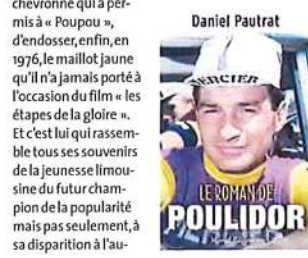 chevronné qui a per-
mis à « Poupou »,
d'endosser, enfin, en
1976, le maillot jaune
qu'il n'a jamais porté à
l'occasion du film « les
étapes de la gloire ».
Et c'est lui qui rassem-
ble tous ses souvenirs
de la jeunesse limou-
sine du futur cham-
pion de la popularité
mais pas seulement, à
sa disparition à l'au-
Daniel Pautrat
MERCIER
LE ROMAN DE
POULIDOR